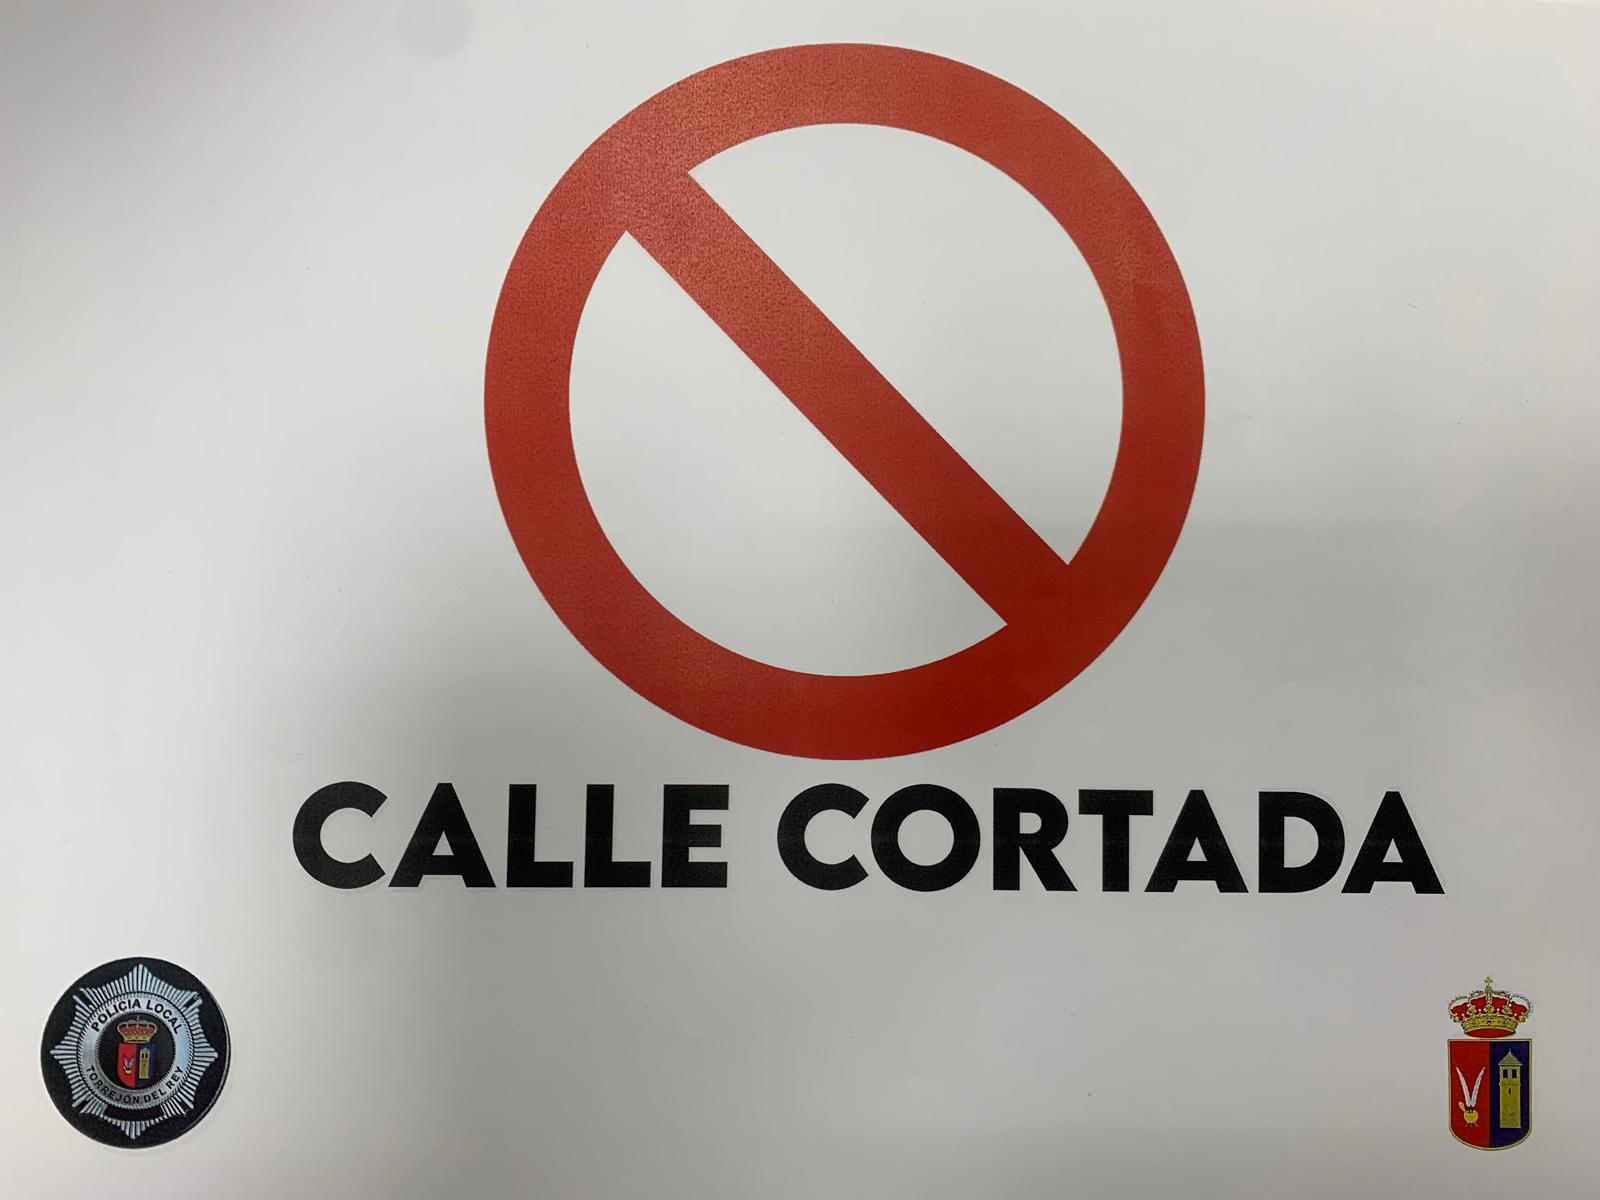 CALLE CORTADA
POLICIA LOCAL
TORREJÓN DEL REY